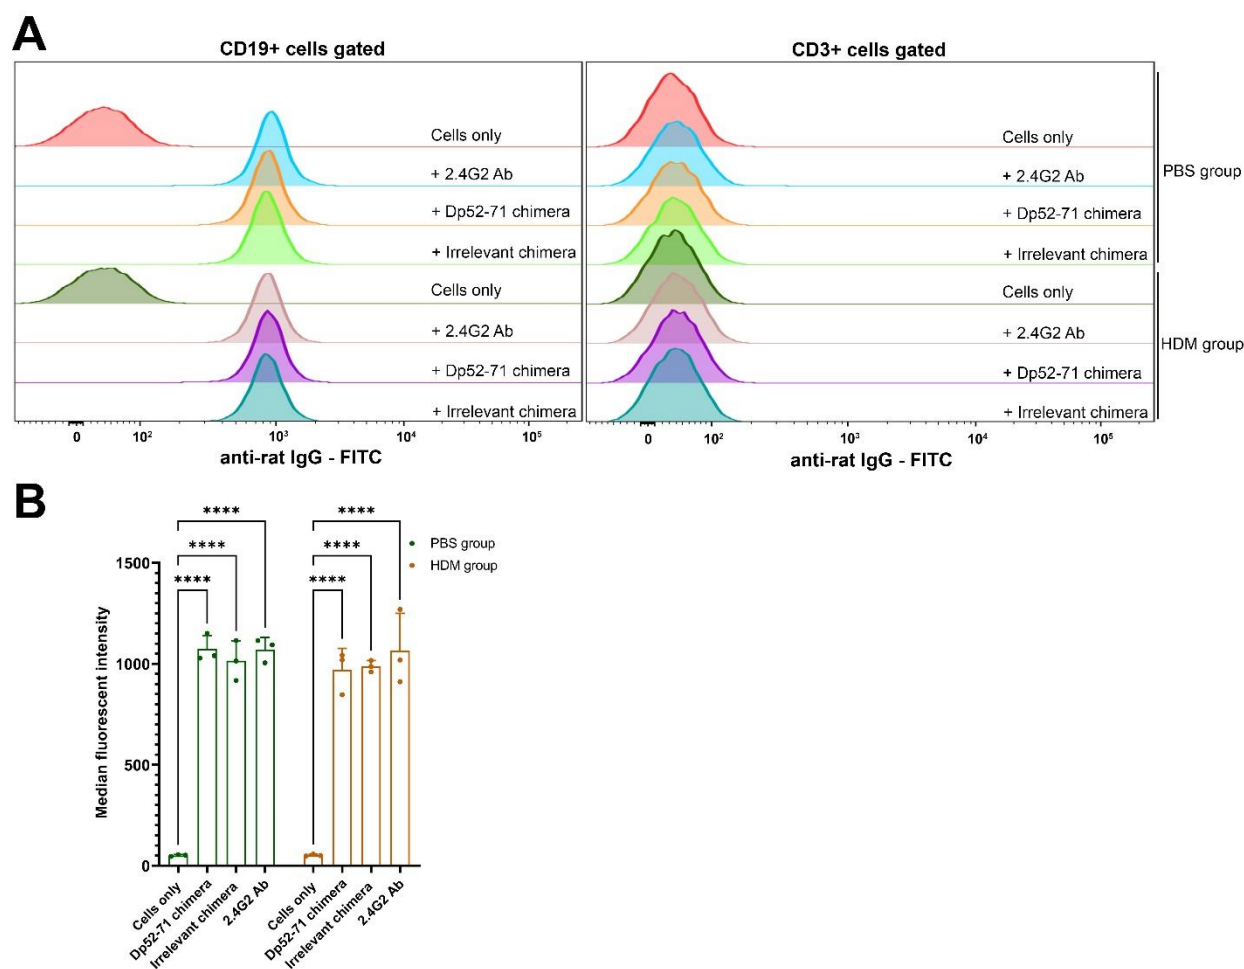 A
CD19+ cells gated
CD3+ cells gated
Cells only
+ 2.4G2 Ab
+ Dp52-71 chimera
+ Irrelevant chimera
Cells only
+ 2.4G2 Ab
+ Dp52-71 chimera
+ Irrelevant chimera
0 10² 10³ 10⁴ 10⁵
anti-rat IgG - FITC
Cells only
+ 2.4G2 Ab
+ Dp52-71 chimera
+ Irrelevant chimera
Cells only
+ 2.4G2 Ab
+ Dp52-71 chimera
+ Irrelevant chimera
0 10² 10³ 10⁴ 10⁵
anti-rat IgG - FITC
PBS group
HDM group
B
**** ****
**** ****
**** ****
PBS group
HDM group
Median fluorescent intensity
1500
1000
500
0
Cells only
Dp52-71 chimera
Irrelevant chimera
2.4G2 Ab
Cells only
Dp52-71 chimera
Irrelevant chimera
2.4G2 Ab